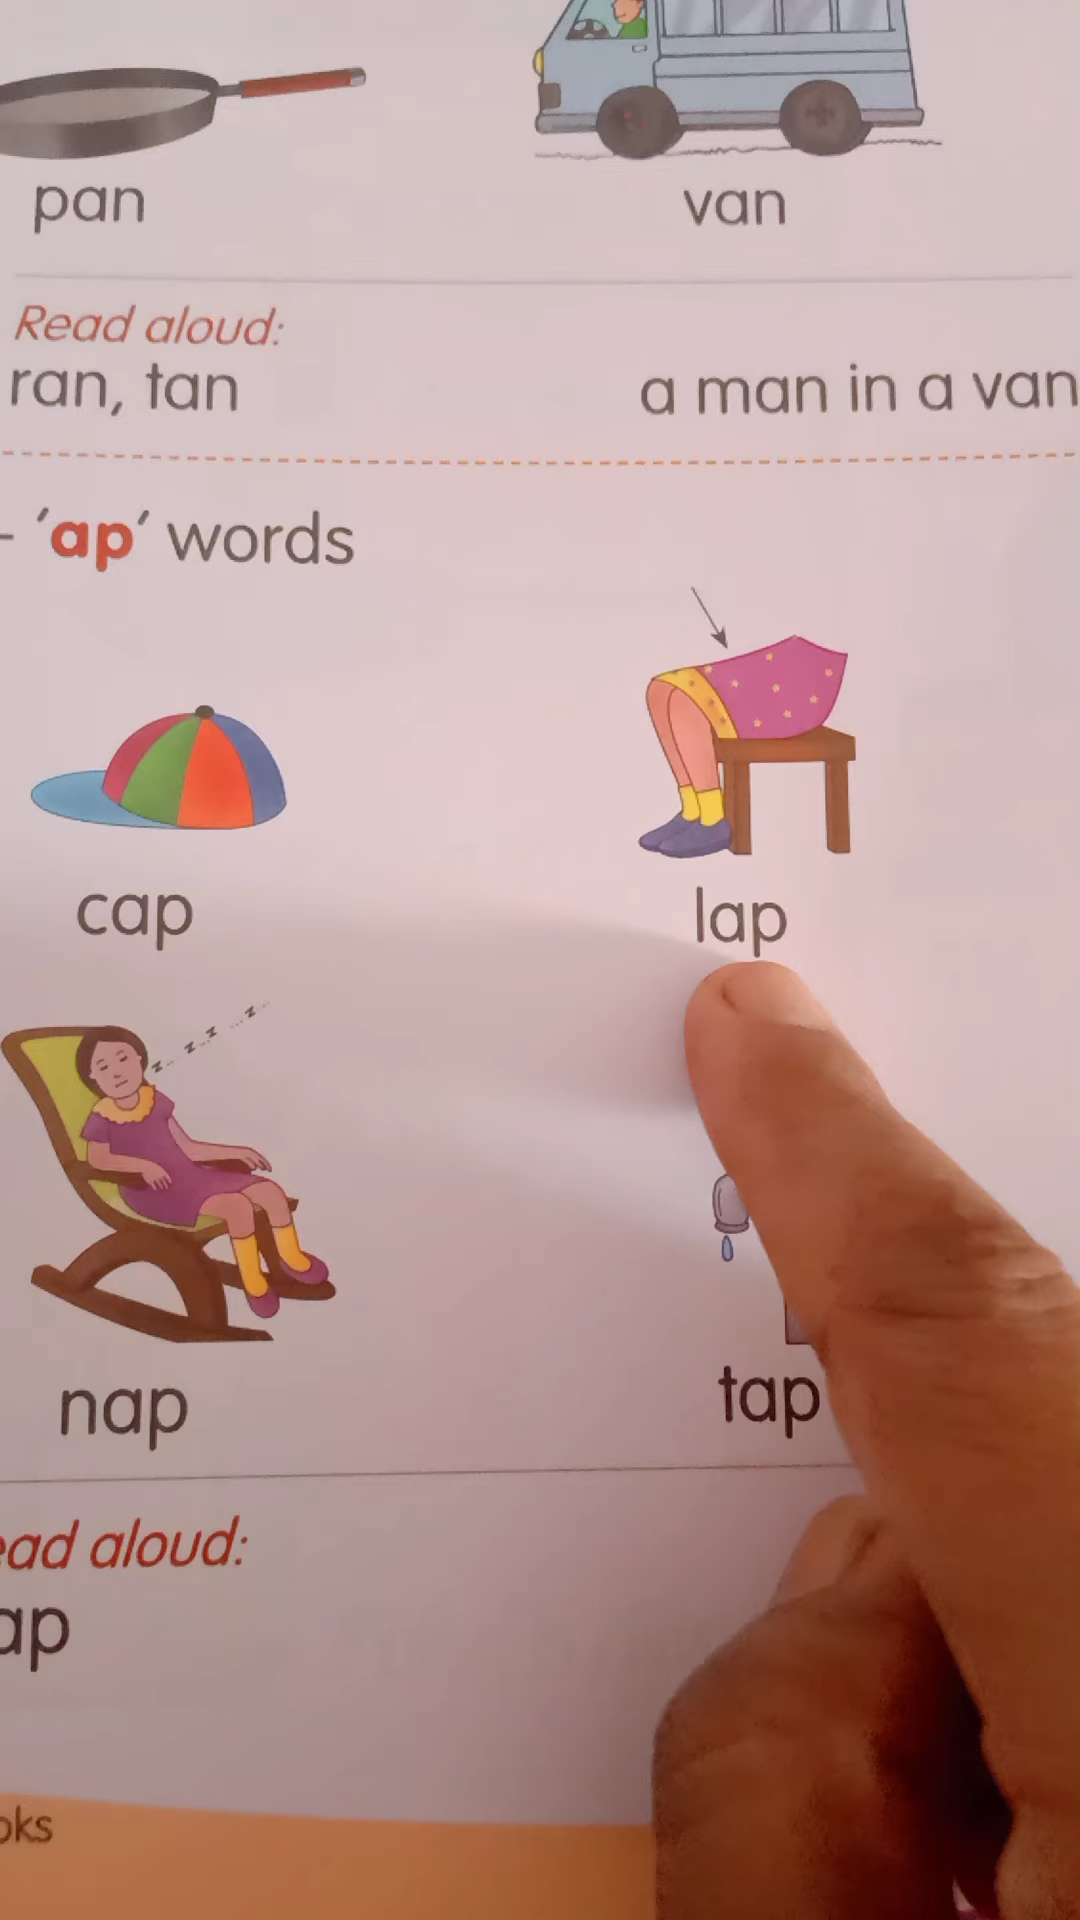 pan van
Read aloud:
ran, tan a man in a van
- 'ap' words
cap lap
z z z z
nap tap
ead aloud:
ap
oks